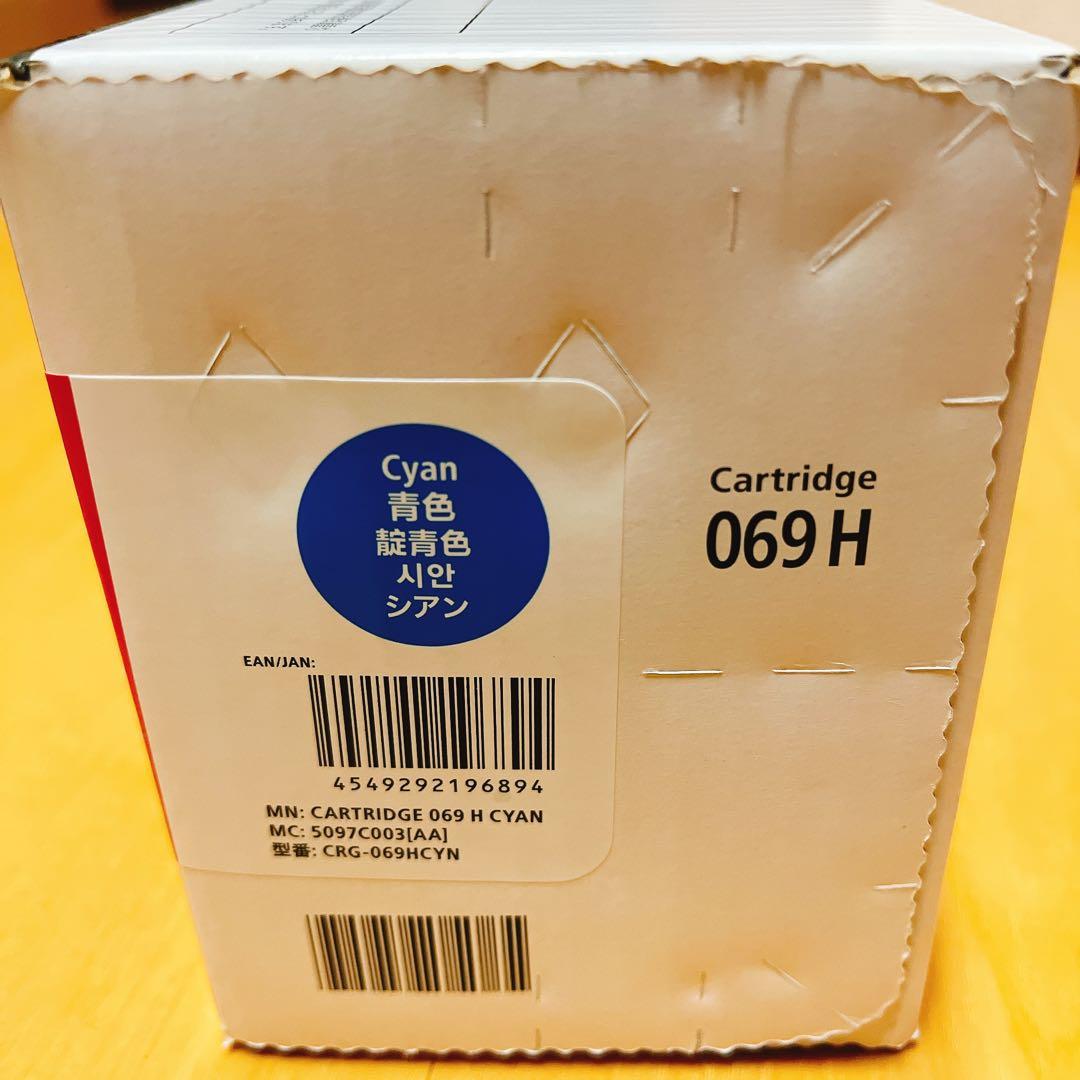 Cyan
青色
靛青色
시안
シアン
Cartridge
069 H
EAN/JAN:
4549292196894
MN: CARTRIDGE 069 H CYAN
MC: 5097C003[AA]
型番: CRG-069HCYN